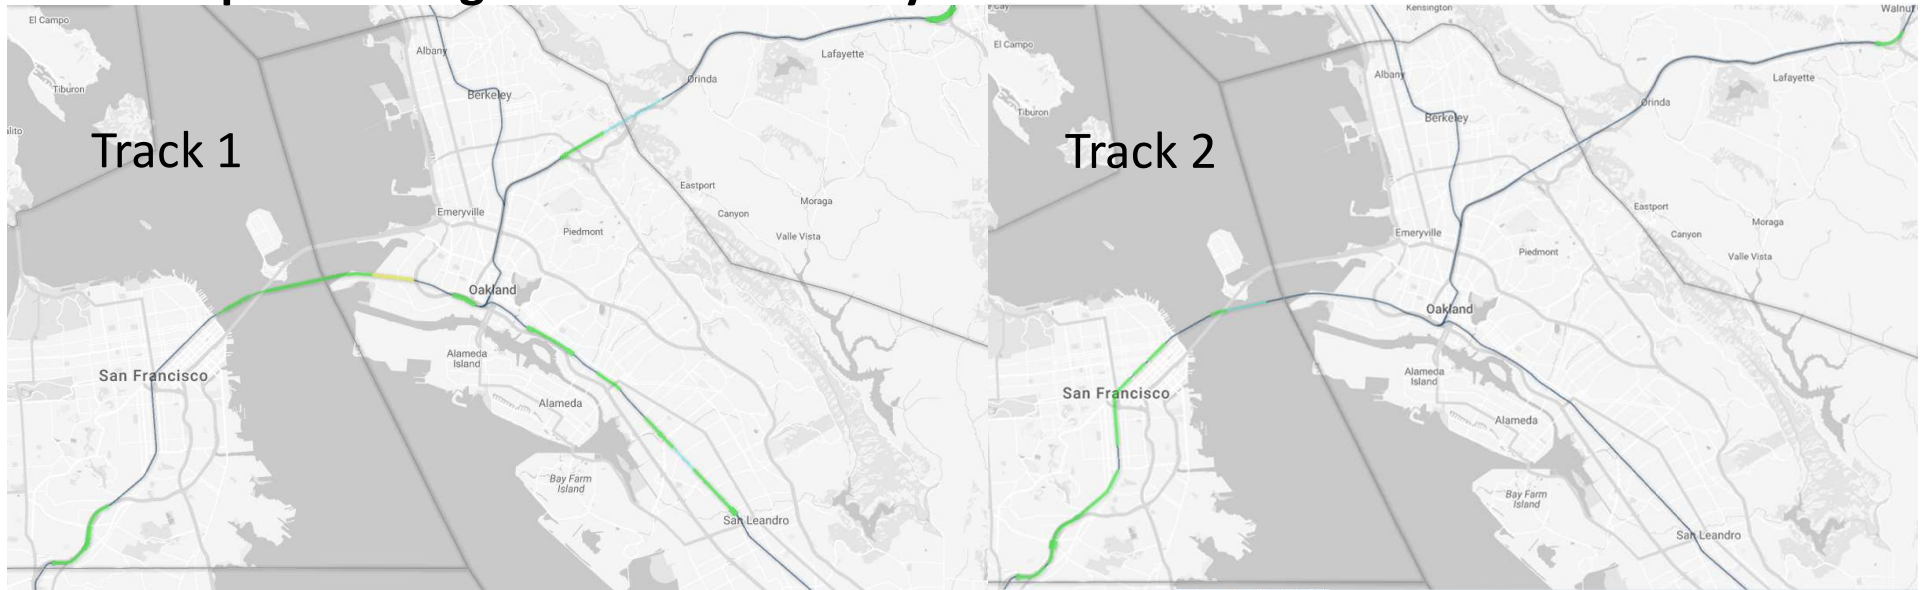 El Campo
Albany
Lafayette
Tiburon
Orinda
Berkeley
Track 1
Eastport
Moraga
Canyon
Emeryville
Piedmont
Valle Vista
Oakland
Alameda
Island
San Francisco
Alameda
Bay Farm
Island
San Leandro
Kensington
Walnut
El Campo
Albany
Lafayette
Tiburon
Orinda
Berkeley
Track 2
Eastport
Moraga
Canyon
Emeryville
Piedmont
Valle Vista
Oakland
Alameda
Island
San Francisco
Alameda
Bay Farm
Island
San Leandro